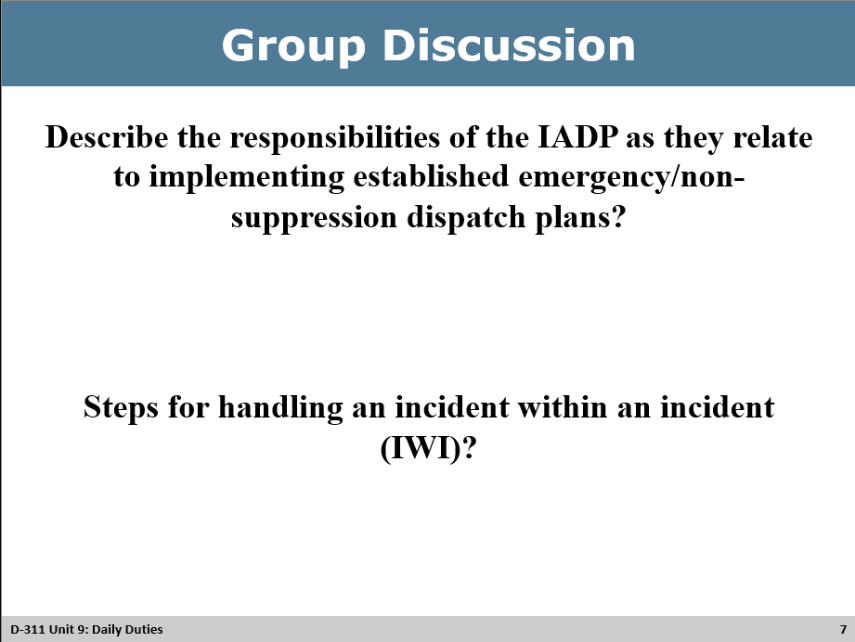 Group Discussion
Describe the responsibilities of the IADP as they relate
to implementing established emergency/non-
suppression dispatch plans?
Steps for handling an incident within an incident
(IWI)?
D-311 Unit 9: Daily Duties
7